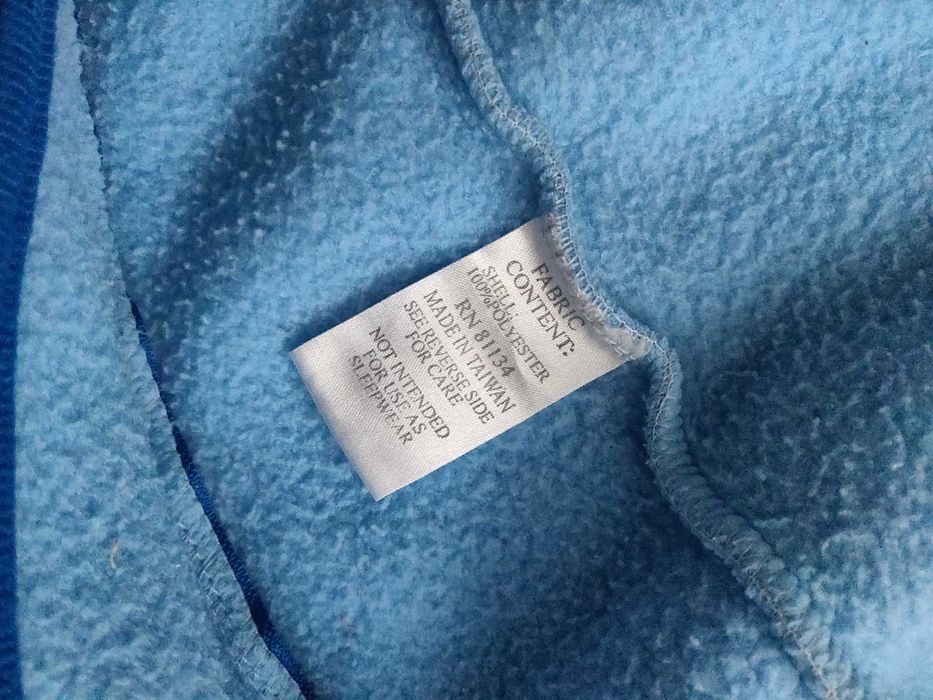 FABRIC
CONTENT:
SHELL
100%POLYESTER
RN 81134
MADE IN TAIWAN
SEE REVERSE SIDE
FOR CARE
NOT INTENDED
FOR USE AS
SLEEPWEAR